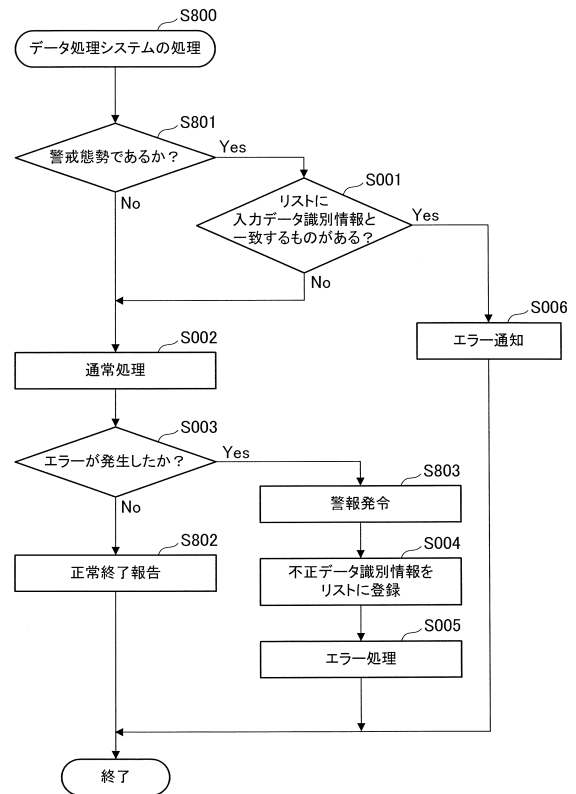 S800
データ処理システムの処理
S801
警戒態勢であるか？
Yes
No
S001
リストに
入力データ識別情報と
一致するものがある？
Yes
No
S006
エラー通知
S002
通常処理
S003
エラーが発生したか？
Yes
No
S803
警報発令
S802
正常終了報告
S004
不正データ識別情報を
リストに登録
S005
エラー処理
終了